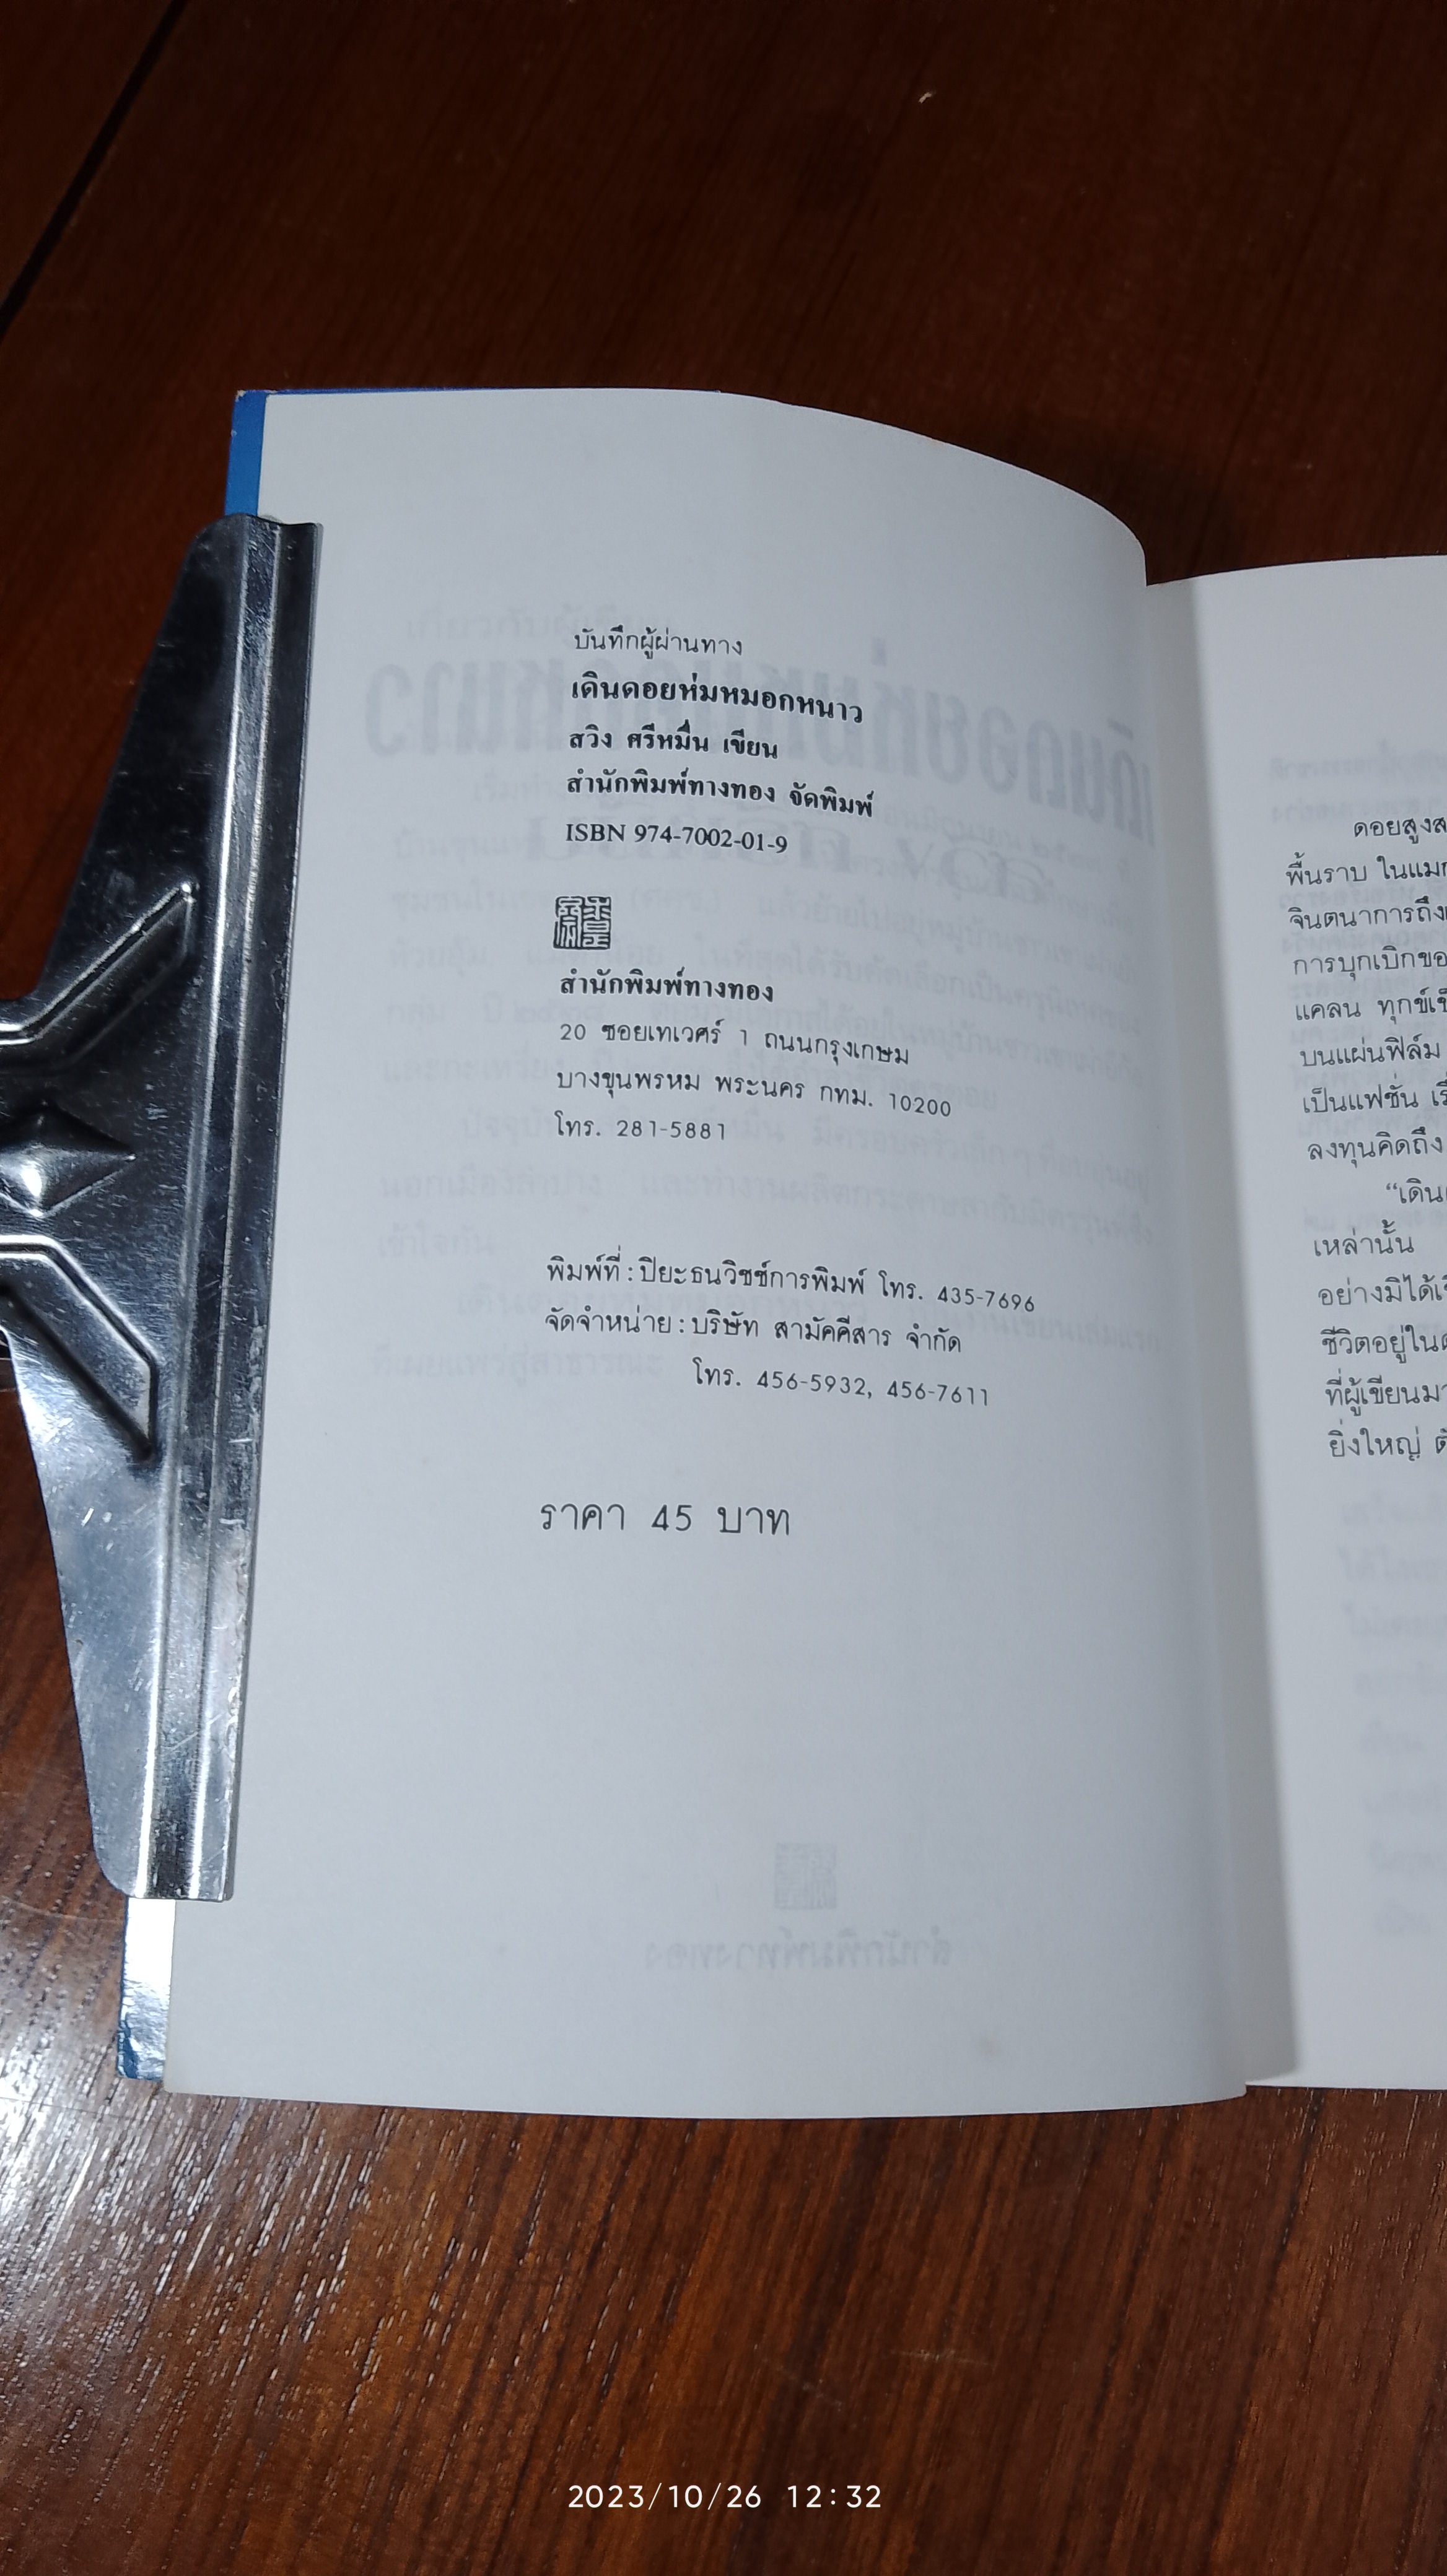 บันทึกผู้ผ่านทาง
เดินดอยห่มหมอกหนาว
สวิง ศรีหมื่น เขียน
สำนักพิมพ์ทางทอง จัดพิมพ์
ISBN 974-7002-01-9
สำนักพิมพ์ทางทอง
20 ซอยเทเวศร์ 1 ถนนกรุงเกษม
บางขุนพรหม พระนคร กทม. 10200
โทร. 281-5881
พิมพ์ที่ : ปิยะธนวิชช์การพิมพ์ โทร. 435-7696
จัดจำหน่าย : บริษัท สามัคคีสาร จำกัด
โทร. 456-5932, 456-7611
ราคา 45 บาท
ดอยสูง
พื้นราบ ในแม
จินตนาการถึง
การบุกเบิกขอ
แคลน ทุกข์
บนแผ่นฟิล์ม
เป็นแฟชั่น
ลงทุนคิดถึง
“เดิน
เหล่านั้น
อย่างมิได้
ชีวิตอยู่ใน
ที่ผู้เขียนมา
ยิ่งใหญ่
2023/10/26 12:32